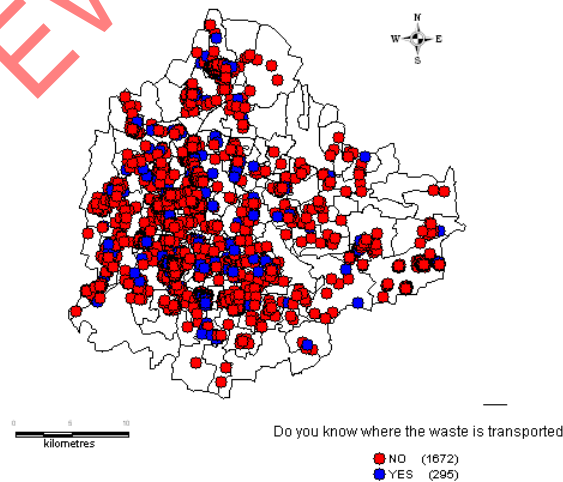 N
W E
S
0 5 10
kilometres
Do you know where the waste is transported
NO (1672)
YES (295)